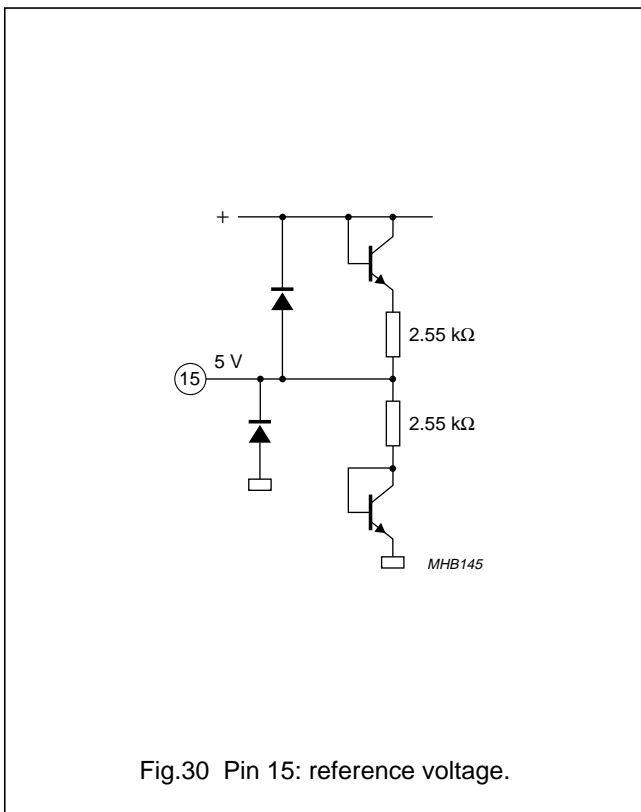 +
2.55 kΩ
15 5 V
2.55 kΩ
MHB145
Fig.30 Pin 15: reference voltage.